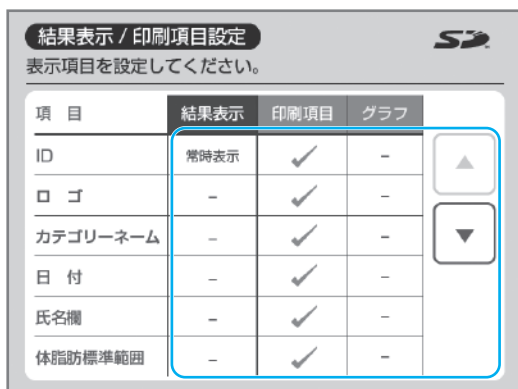 結果表示 / 印刷項目設定 SD
表示項目を設定してください。
項 目 結果表示 印刷項目 グラフ
ID 常時表示 ✓ -
ロ ゴ - ✓ -
カテゴリーネーム - ✓ -
日 付 - ✓ -
氏名欄 - ✓ -
体脂肪標準範囲 - ✓ -